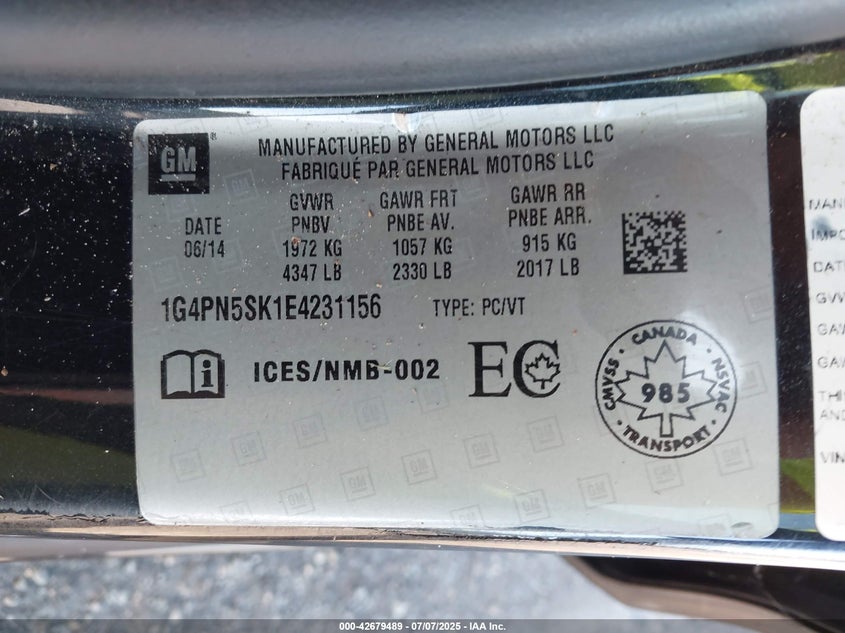 GM
MANUFACTURED BY GENERAL MOTORS LLC
FABRIQUÉ PAR GENERAL MOTORS LLC
DATE
06/14
GVWR
PNBV
1972 KG
4347 LB
GAWR FRT
PNBE AV.
1057 KG
2330 LB
GAWR RR
PNBE ARR.
915 KG
2017 LB
1G4PN5SK1E4231156 TYPE: PC/VT
i ICES/NMB-002 EC
CANADA
CMVSS · NSVAC
985
TRANSPORT
VIN
000-42679489 - 07/07/2025 - IAA Inc.